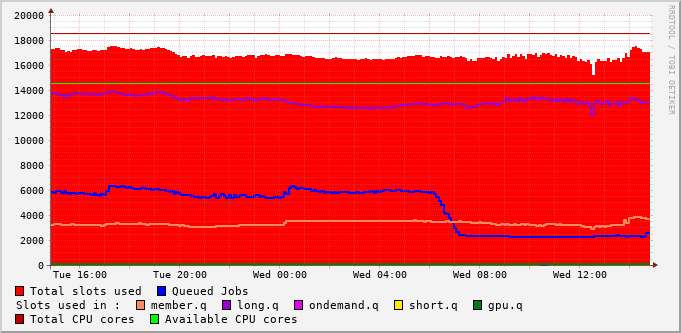 20000
18000
16000
14000
12000
10000
8000
6000
4000
2000
0
Tue 16:00 Tue 20:00 Wed 00:00 Wed 04:00 Wed 08:00 Wed 12:00
RRDTOOL / TOBI OETIKER
Total slots used Queued Jobs
Slots used in : member.q long.q ondemand.q short.q gpu.q
Total CPU cores Available CPU cores